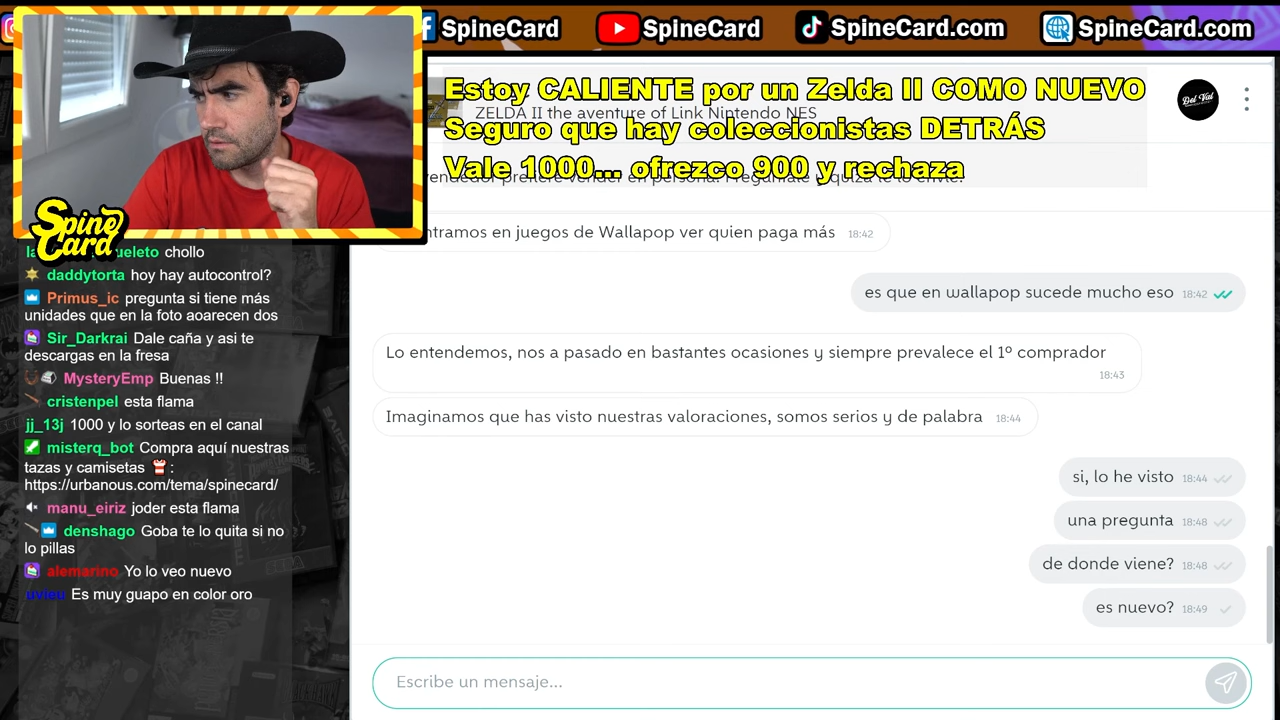 SpineCard
SpineCard
SpineCard.com
SpineCard.com
Estoy CALIENTE por un Zelda II COMO NUEVO
ZELDA II the aventure of Link Nintendo NES
Seguro que hay coleccionistas DETRÁS
Vale 1000... ofrezco 900 y rechaza
Del Val
Spine
Card
ntramos en juegos de Wallapop ver quien paga más 18:42
es que en wallapop sucede mucho eso 18:42
Lo entendemos, nos a pasado en bastantes ocasiones y siempre prevalece el 1º comprador
18:43
Imaginamos que has visto nuestras valoraciones, somos serios y de palabra 18:44
si, lo he visto 18:44
una pregunta 18:48
de donde viene? 18:48
es nuevo? 18:49
Escribe un mensaje...
ueleto chollo
daddytorta hoy hay autocontrol?
Primus_ic pregunta si tiene más
unidades que en la foto aoarecen dos
Sir_Darkrai Dale caña y asi te
descargas en la fresa
MysteryEmp Buenas !!
cristenpel esta flama
jj_13j 1000 y lo sorteas en el canal
misterq_bot Compra aquí nuestras
tazas y camisetas :
https://urbanous.com/tema/spinecard/
manu_eiriz joder esta flama
denshago Goba te lo quita si no
lo pillas
alemarino Yo lo veo nuevo
uvieu Es muy guapo en color oro